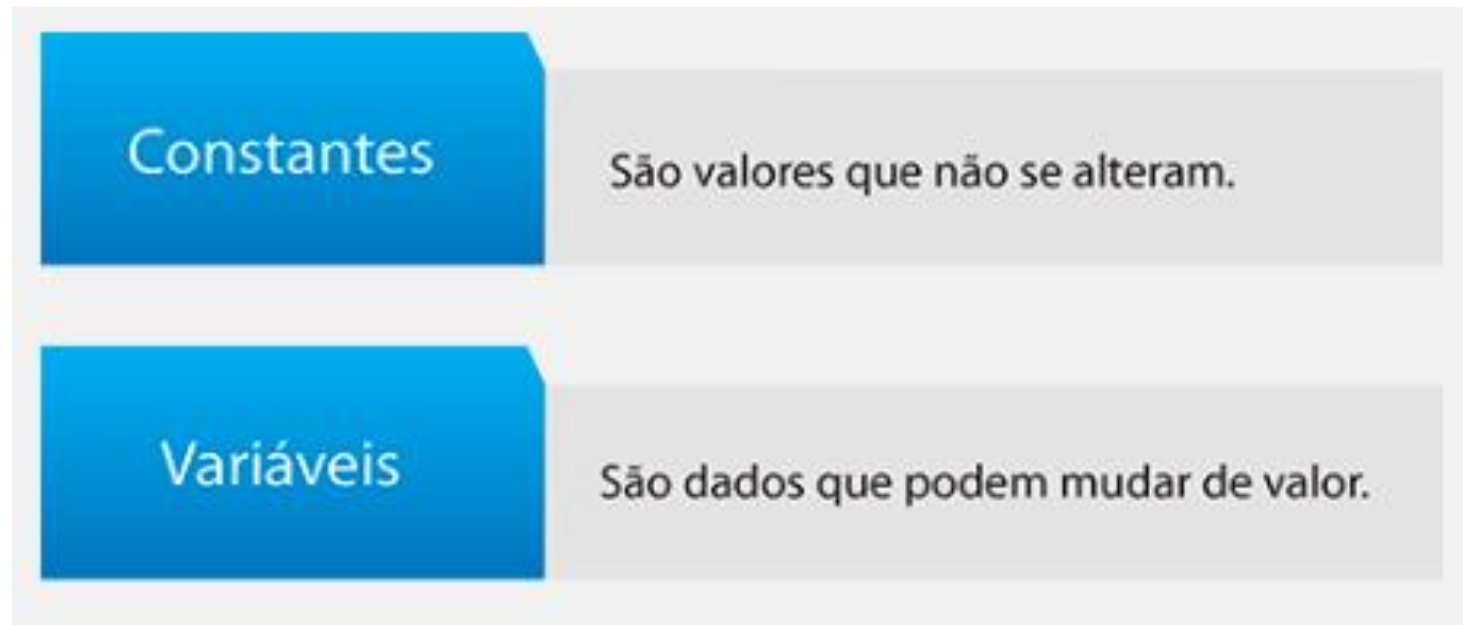 Constantes
São valores que não se alteram.
Variáveis
São dados que podem mudar de valor.